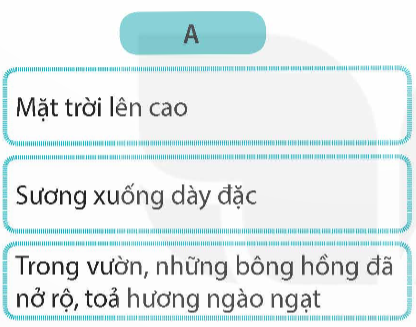 A
Mặt trời lên cao
Sương xuống dày đặc
Trong vườn, những bông hồng đã
nở rộ, toả hương ngào ngạt